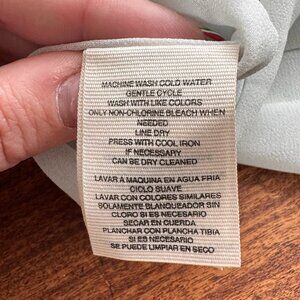 MACHINE WASH COLD WATER
GENTLE CYCLE
WASH WITH LIKE COLORS
ONLY NON-CHLORINE BLEACH WHEN
NEEDED
LINE DRY
PRESS WITH COOL IRON
IF NECESSARY
CAN BE DRY CLEANED
LAVAR A MAQUINA EN AGUA FRIA
CICLO SUAVE
LAVAR CON COLORES SIMILARES
SOLAMENTE BLANQUEADOR SIN
CLORO SI ES NECESARIO
SECAR EN CUERDA
PLANCHAR CON PLANCHA TIBIA
SI ES NECESARIO
SE PUEDE LIMPIAR EN SECO